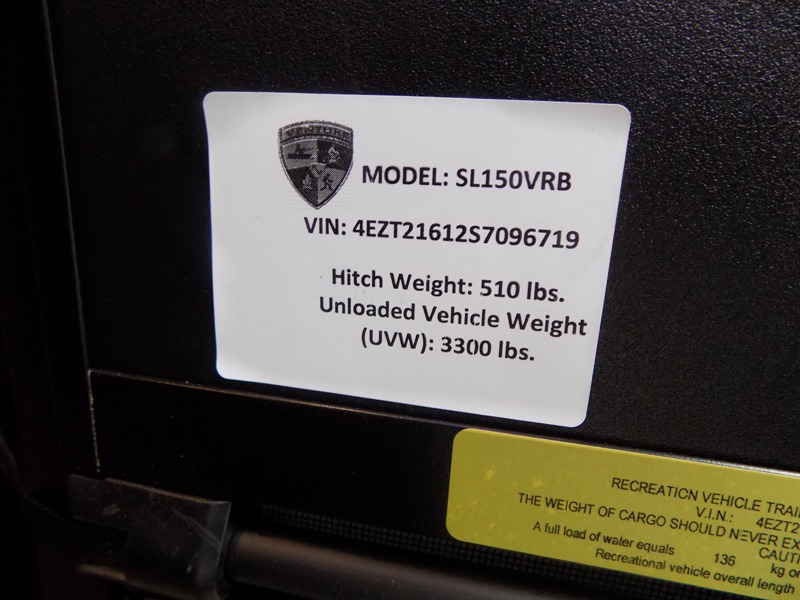 VENTURE
MODEL: SL150VRB
VIN: 4EZT21612S7096719
Hitch Weight: 510 lbs.
Unloaded Vehicle Weight
(UVW): 3300 lbs.
RECREATION VEHICLE TRAI
V.I.N.: 4EZT2
THE WEIGHT OF CARGO SHOULD NEVER EX
CAUTI
A full load of water equals 136 kg or
Recreational vehicle overall length